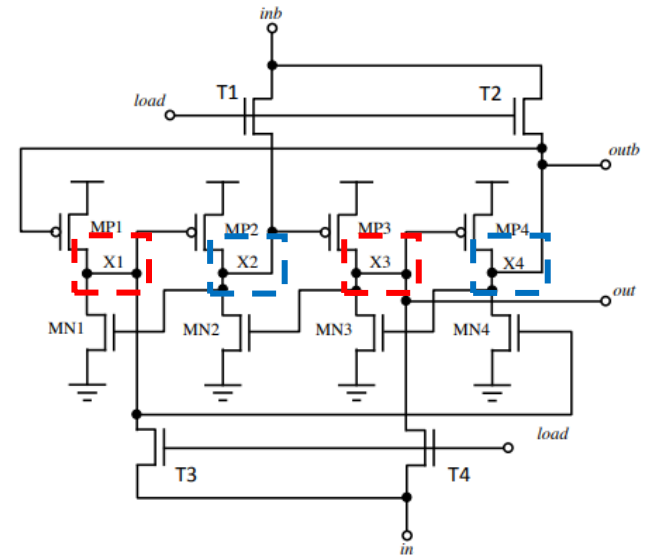 inb
T1
T2
load
outb
MP1
MP2
MP3
MP4
X1
X2
X3
X4
out
MN1
MN2
MN3
MN4
load
T3
T4
in